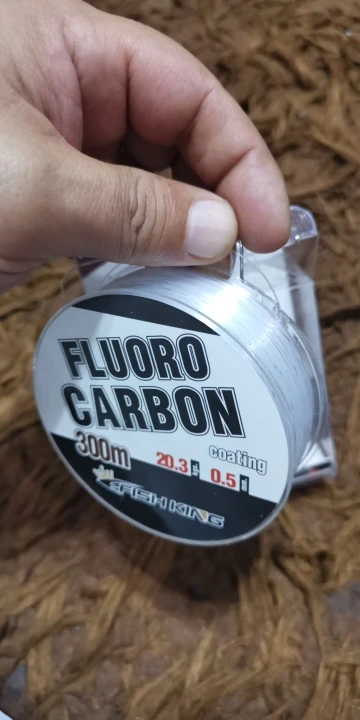 FLUORO
CARBON
300m
coating
20.3
0.5
FISH KING